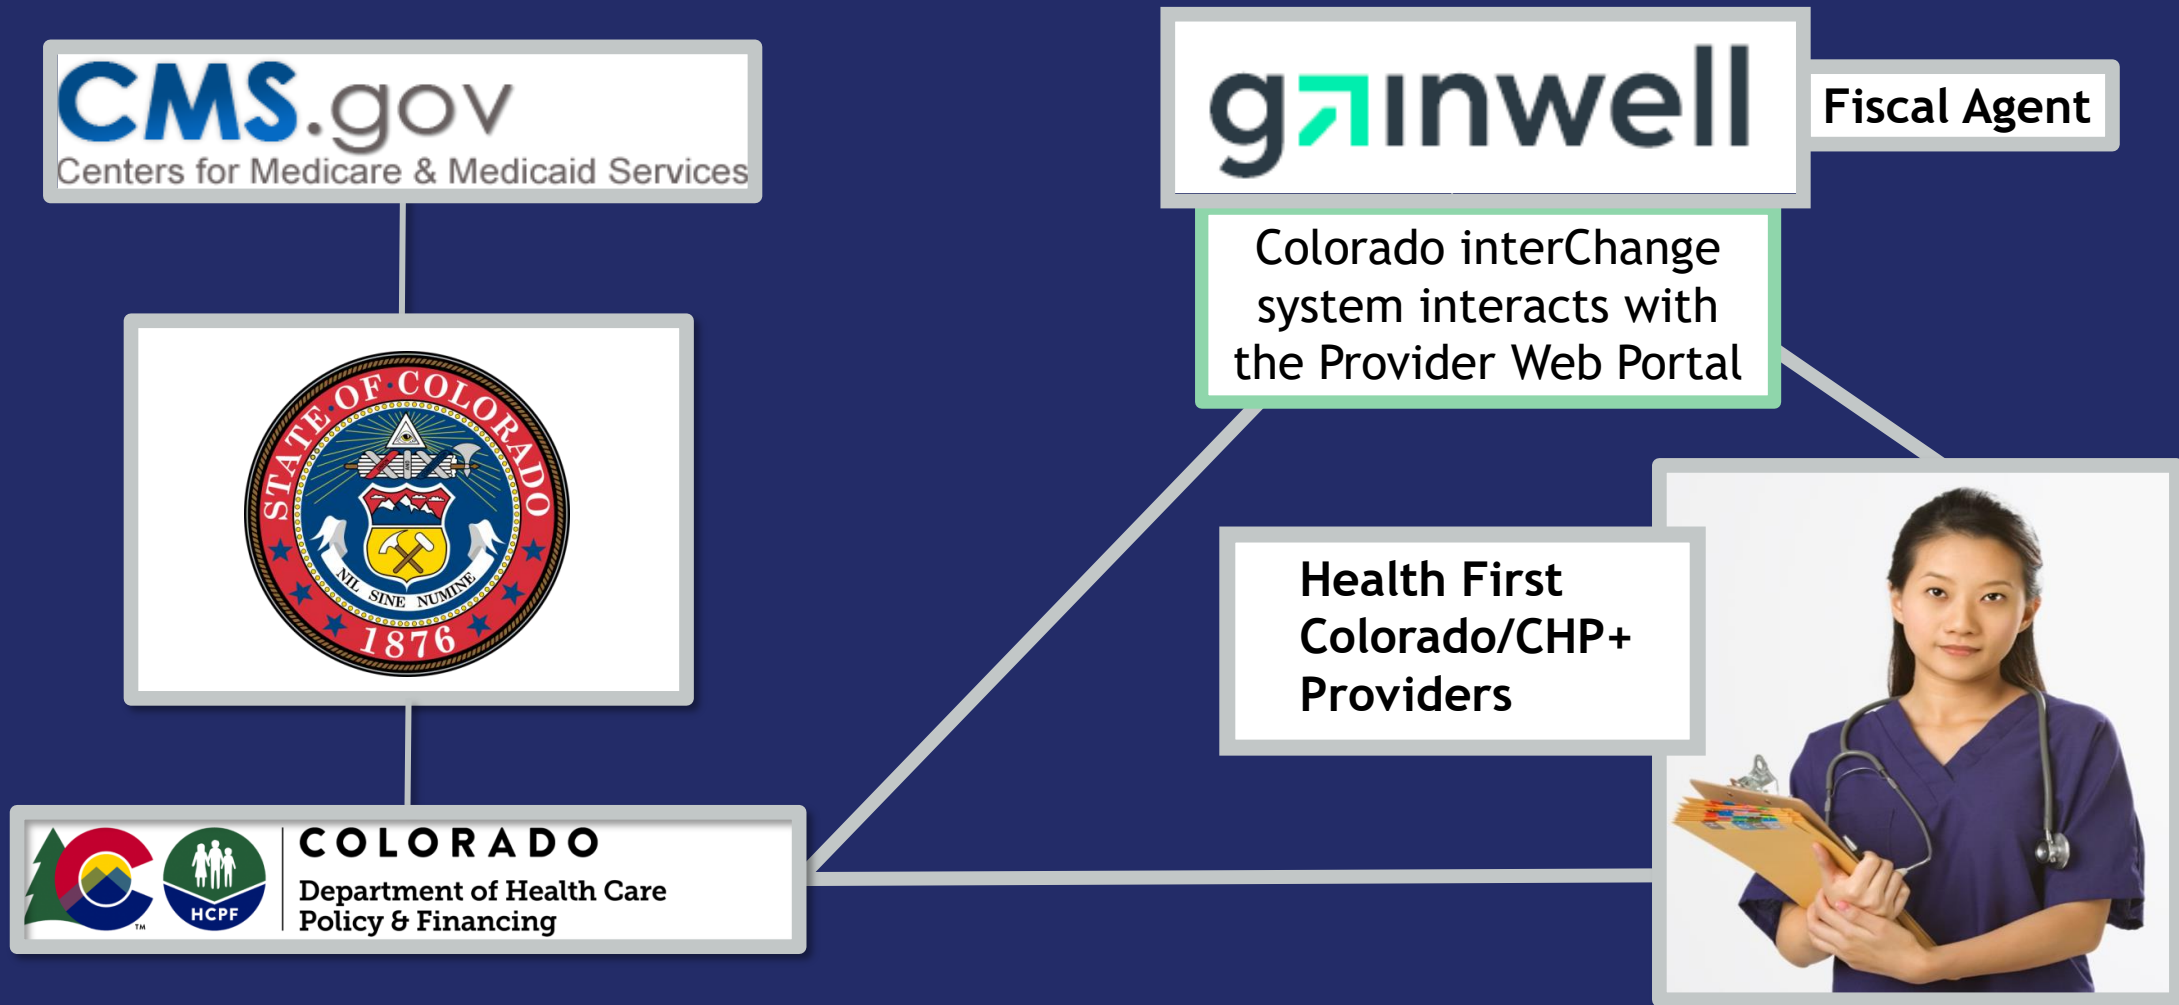 CMS.gov
Centers for Medicare & Medicaid Services
gainwell
Fiscal Agent
Colorado interChange
system interacts with
the Provider Web Portal
STATE OF COLORADO
NIL SINE NUMINE
1876
Health First
Colorado/CHP+
Providers
HCPF
TM
COLORADO
Department of Health Care
Policy & Financing